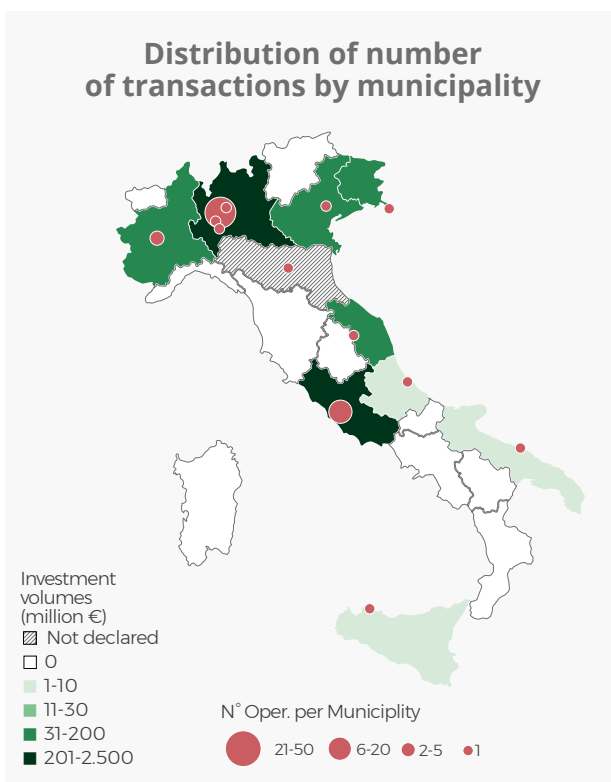 Distribution of number
of transactions by municipality
Investment
volumes
(million €)
Not declared
0
1-10
11-30
31-200
201-2.500
N° Oper. per Municiplity
21-50
6-20
2-5
1